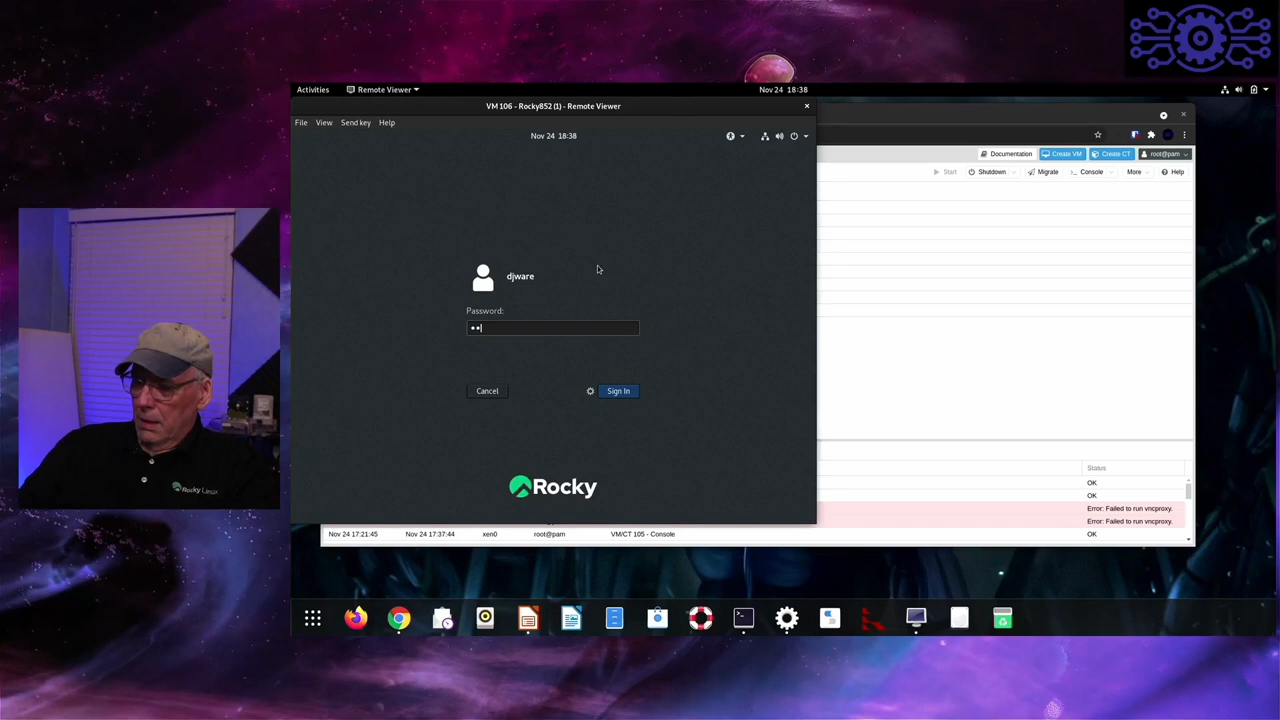 Activities
Remote Viewer
Nov 24 18:38
VM 106 - Rocky852 (1) - Remote Viewer
File View Send key Help
Nov 24 18:38
Documentation
Create VM
Create CT
root@pam
Start
Shutdown
Migrate
Console
More
Help
djware
Password:
Cancel
Sign In
Rocky
Status
OK
OK
Error: Failed to run vncproxy.
Error: Failed to run vncproxy.
Nov 24 17:21:45 Nov 24 17:37:44 xen0 root@pam VM/CT 105 - Console OK
Rocky Linux